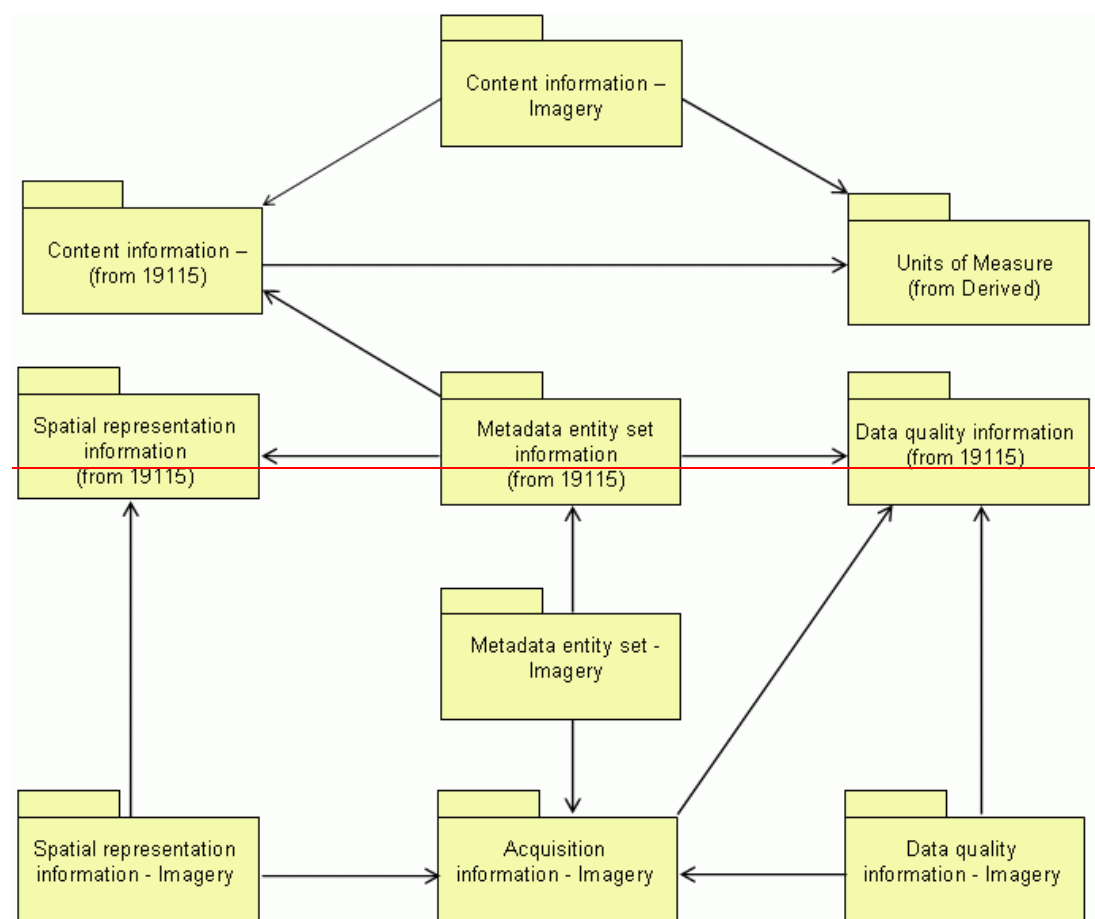 Content information –
Imagery
Content information –
(from 19115)
Units of Measure
(from Derived)
Spatial representation
information
(from 19115)
Metadata entity set
information
(from 19115)
Data quality information
(from 19115)
Metadata entity set -
Imagery
Spatial representation
information - Imagery
Acquisition
information - Imagery
Data quality
information - Imagery